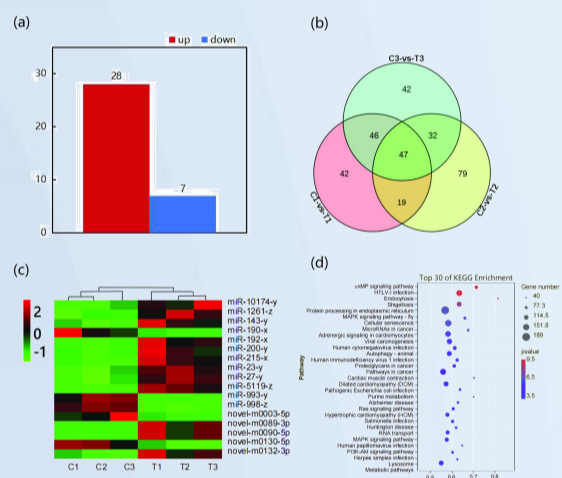 (a)
up down
28
7
30
20
10
0
(b)
C3-vs-T3
42
46
32
47
42
79
19
C1-vs-T1
C2-vs-T2
(c)
2
0
-1
miR-10174-y
miR-1261-z
miR-143-y
miR-190-x
miR-192-x
miR-200-y
miR-215-x
miR-23-y
miR-27-y
miR-5119-z
miR-993-y
miR-998-z
novel-m0003-5p
novel-m0089-3p
novel-m0090-5p
novel-m0130-5p
novel-m0132-3p
C1 C2 C3 T1 T2 T3
(d)
Top 30 of KEGG Enrichment
Pathway
cAMP signaling pathway
HTLV-I infection
Endocytosis
Shigellosis
Protein processing in endoplasmic reticulum
MAPK signaling pathway - fly
Cellular senescence
MicroRNAs in cancer
Adrenergic signaling in cardiomyocytes
Viral carcinogenesis
Human cytomegalovirus infection
Autophagy - animal
Human immunodeficiency virus 1 infection
Proteoglycans in cancer
Pathways in cancer
Cardiac muscle contraction
Dilated cardiomyopathy (DCM)
Pathogenic Escherichia coli infection
Purine metabolism
Alzheimer disease
Ras signaling pathway
Hypertrophic cardiomyopathy (HCM)
Salmonella infection
Huntington disease
RNA transport
MAPK signaling pathway
Human papillomavirus infection
PI3K-Akt signaling pathway
Herpes simplex infection
Lysosome
Metabolic pathways
0.5 0.6 0.7 0.8
Gene number
40
77.3
114.5
151.8
189
pvalue
9.5
6.5
3.5